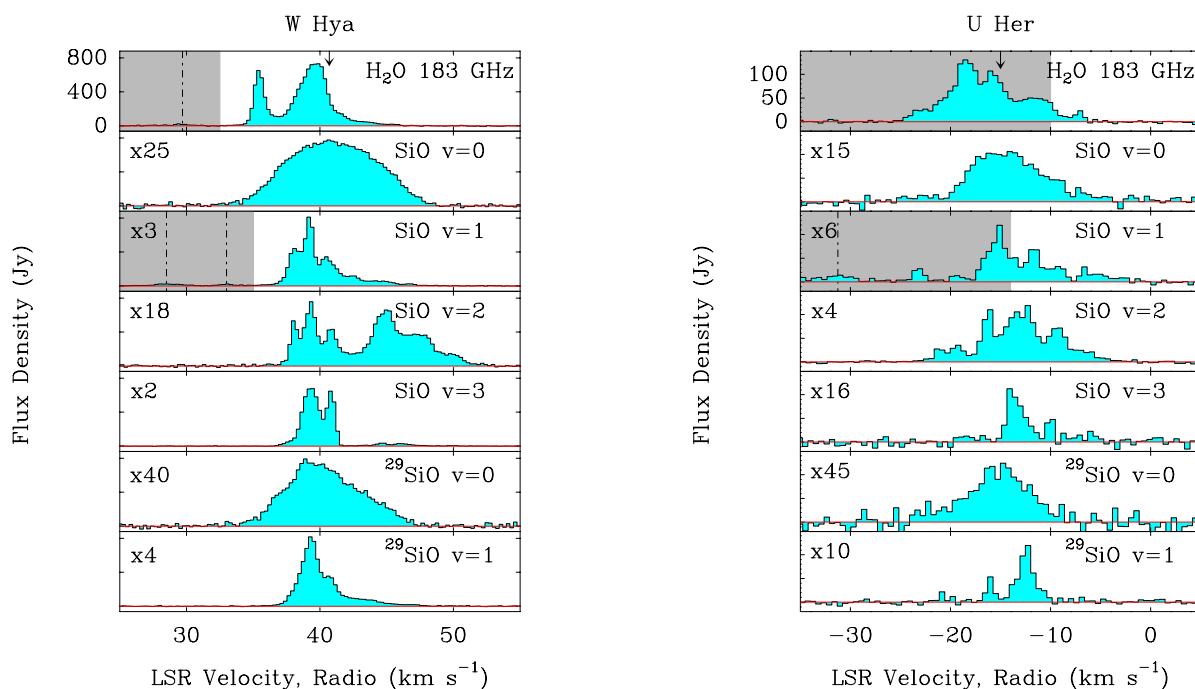 W Hya
800
400
0
H₂O 183 GHz
x25
SiO v=0
x3
SiO v=1
x18
SiO v=2
x2
SiO v=3
x40
²⁹SiO v=0
x4
²⁹SiO v=1
30
40
50
Flux Density (Jy)
LSR Velocity, Radio (km s⁻¹)
U Her
100
50
0
H₂O 183 GHz
x15
SiO v=0
x6
SiO v=1
x4
SiO v=2
x16
SiO v=3
x45
²⁹SiO v=0
x10
²⁹SiO v=1
−30
−20
−10
0
Flux Density (Jy)
LSR Velocity, Radio (km s⁻¹)